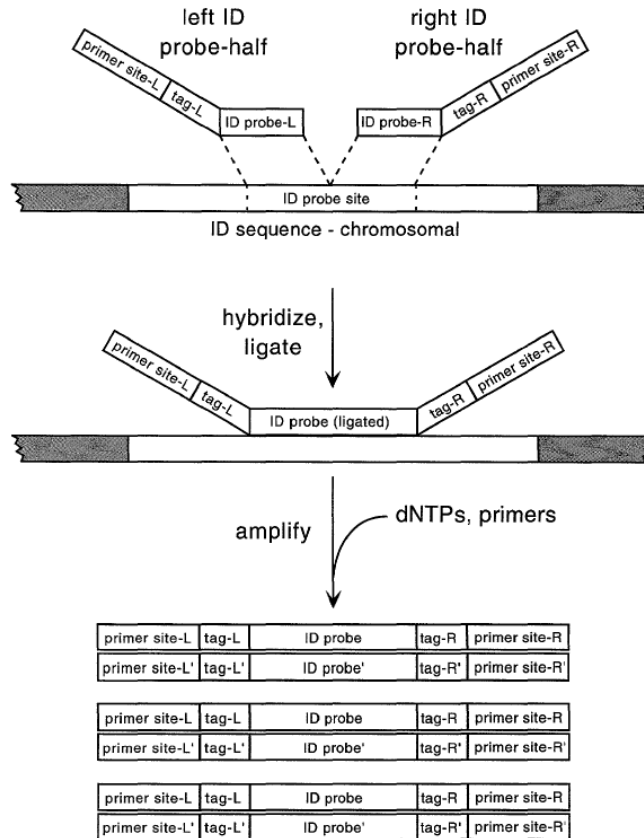 left ID
probe-half
right ID
probe-half
primer site-L
tag-L
ID probe-L
ID probe-R
tag-R
primer site-R
ID probe site
ID sequence - chromosomal
hybridize,
ligate
primer site-L
tag-L
ID probe (ligated)
tag-R
primer site-R
amplify
dNTPs, primers
primer site-L tag-L ID probe tag-R primer site-R
primer site-L' tag-L' ID probe' tag-R' primer site-R'
primer site-L tag-L ID probe tag-R primer site-R
primer site-L' tag-L' ID probe' tag-R' primer site-R'
primer site-L tag-L ID probe tag-R primer site-R
primer site-L' tag-L' ID probe' tag-R' primer site-R'